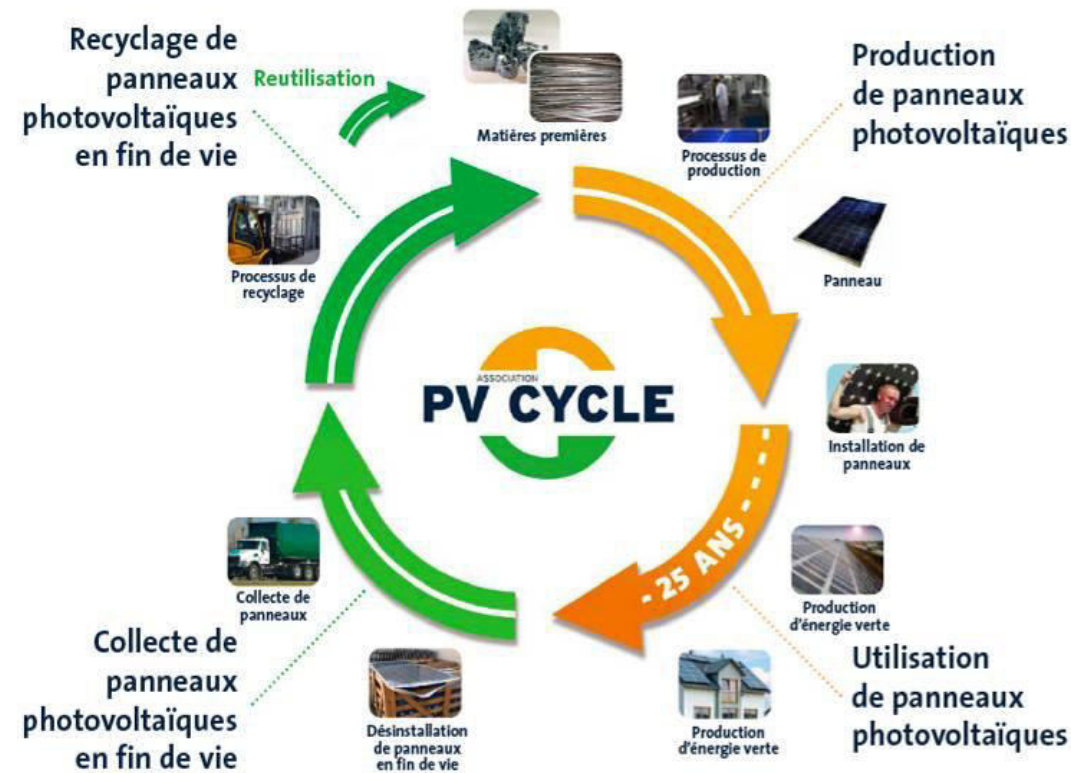 Recyclage de
panneaux
photovoltaïques
en fin de vie
Reutilisation
Matières premières
Processus de
production
Production
de panneaux
photovoltaïques
Panneau
Processus de
recyclage
ASSOCIATION
PV CYCLE
Installation de
panneaux
- 25 ANS - - - -
Production
d'énergie verte
Utilisation
de panneaux
photovoltaïques
Production
d'énergie verte
Désinstallation
de panneaux
en fin de vie
Collecte de
panneaux
Collecte de
panneaux
photovoltaïques
en fin de vie